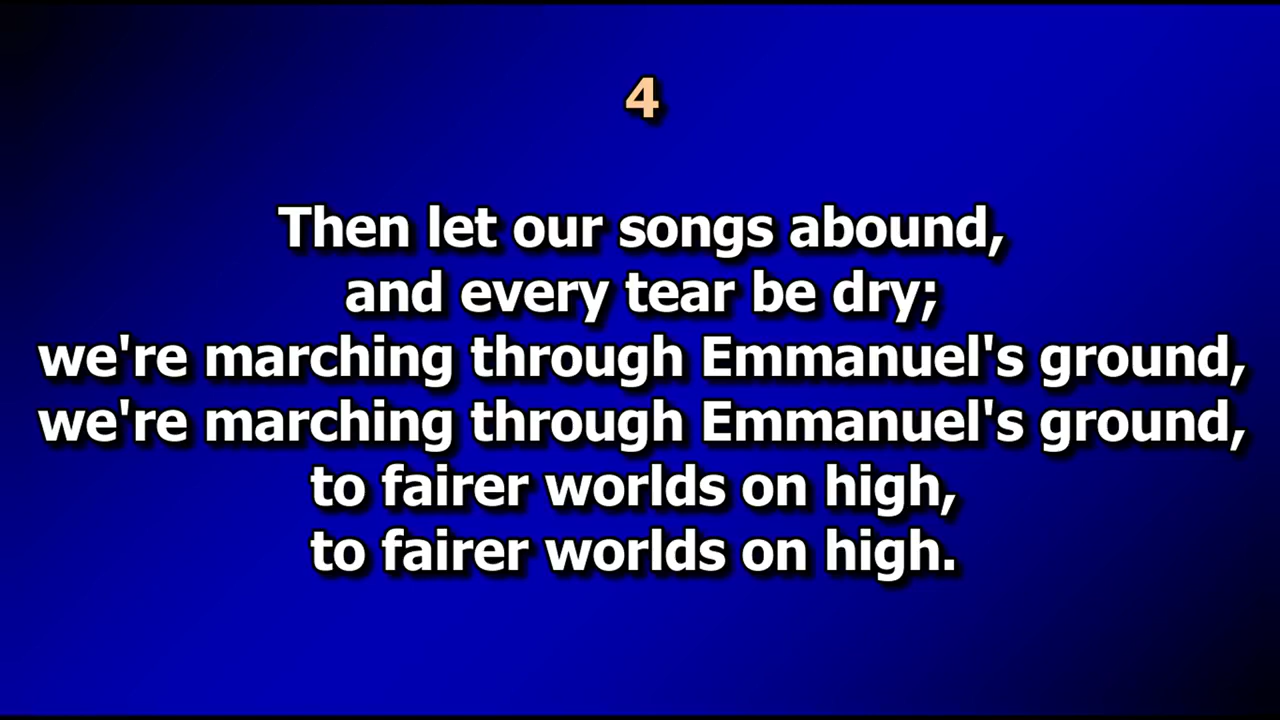 4
Then let our songs abound,
and every tear be dry;
we're marching through Emmanuel's ground,
we're marching through Emmanuel's ground,
to fairer worlds on high,
to fairer worlds on high.